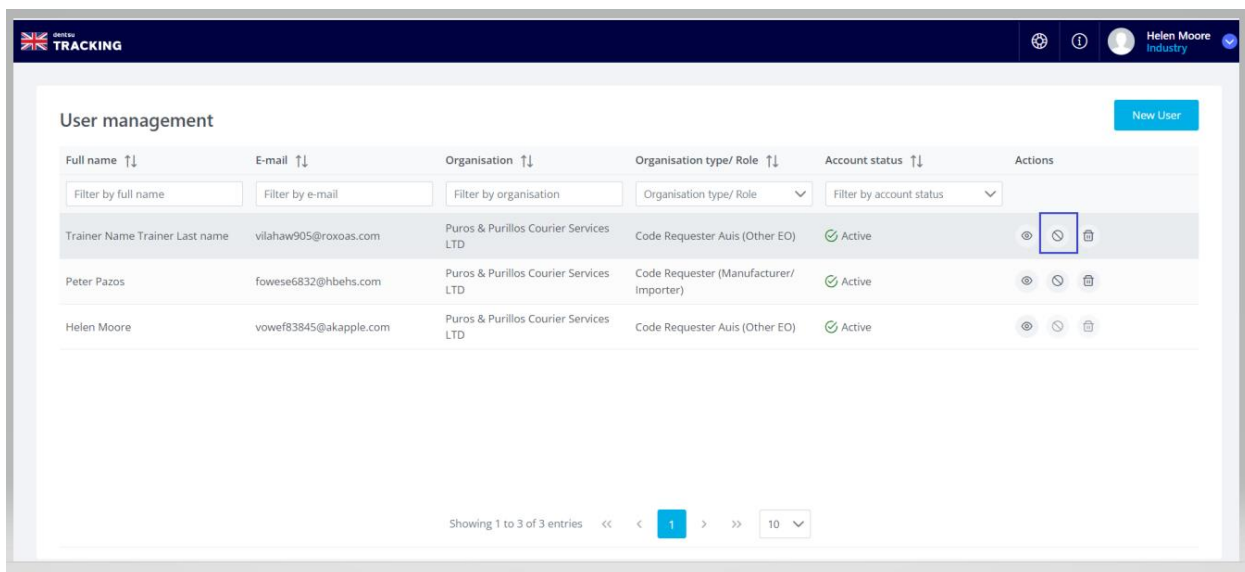 dentsu
TRACKING
Helen Moore
Industry
User management
New User
Full name E-mail Organisation Organisation type/ Role Account status Actions
Filter by full name Filter by e-mail Filter by organisation Organisation type/ Role Filter by account status
Trainer Name Trainer Last name vilahaw905@roxoas.com Puros & Purillos Courier Services LTD Code Requester Auis (Other EO) Active
Peter Pazos fowese6832@hbehs.com Puros & Purillos Courier Services LTD Code Requester (Manufacturer/ Importer) Active
Helen Moore vowef83845@akapple.com Puros & Purillos Courier Services LTD Code Requester Auis (Other EO) Active
Showing 1 to 3 of 3 entries << < 1 > >> 10